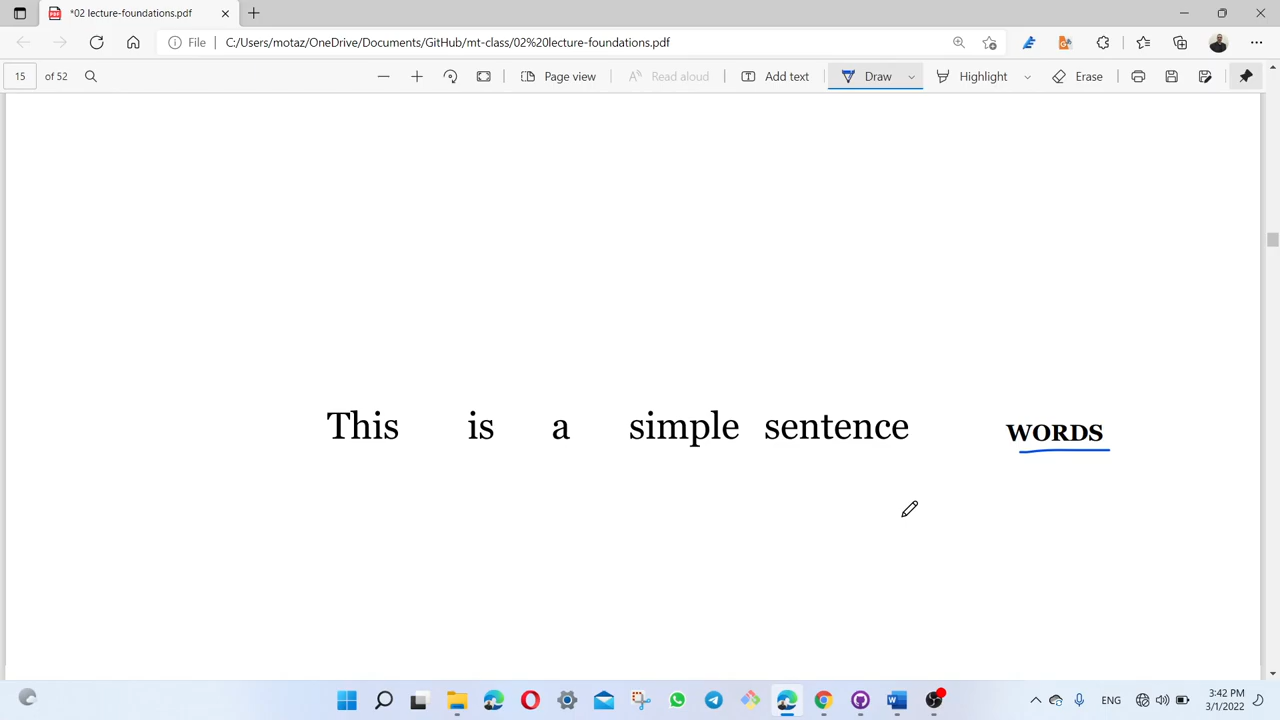 *02 lecture-foundations.pdf
File C:/Users/motaz/OneDrive/Documents/GitHub/mt-class/02%20lecture-foundations.pdf
15 of 52 Page view Read aloud Add text Draw Highlight Erase
This is a simple sentence WORDS
ENG 3:42 PM
3/1/2022